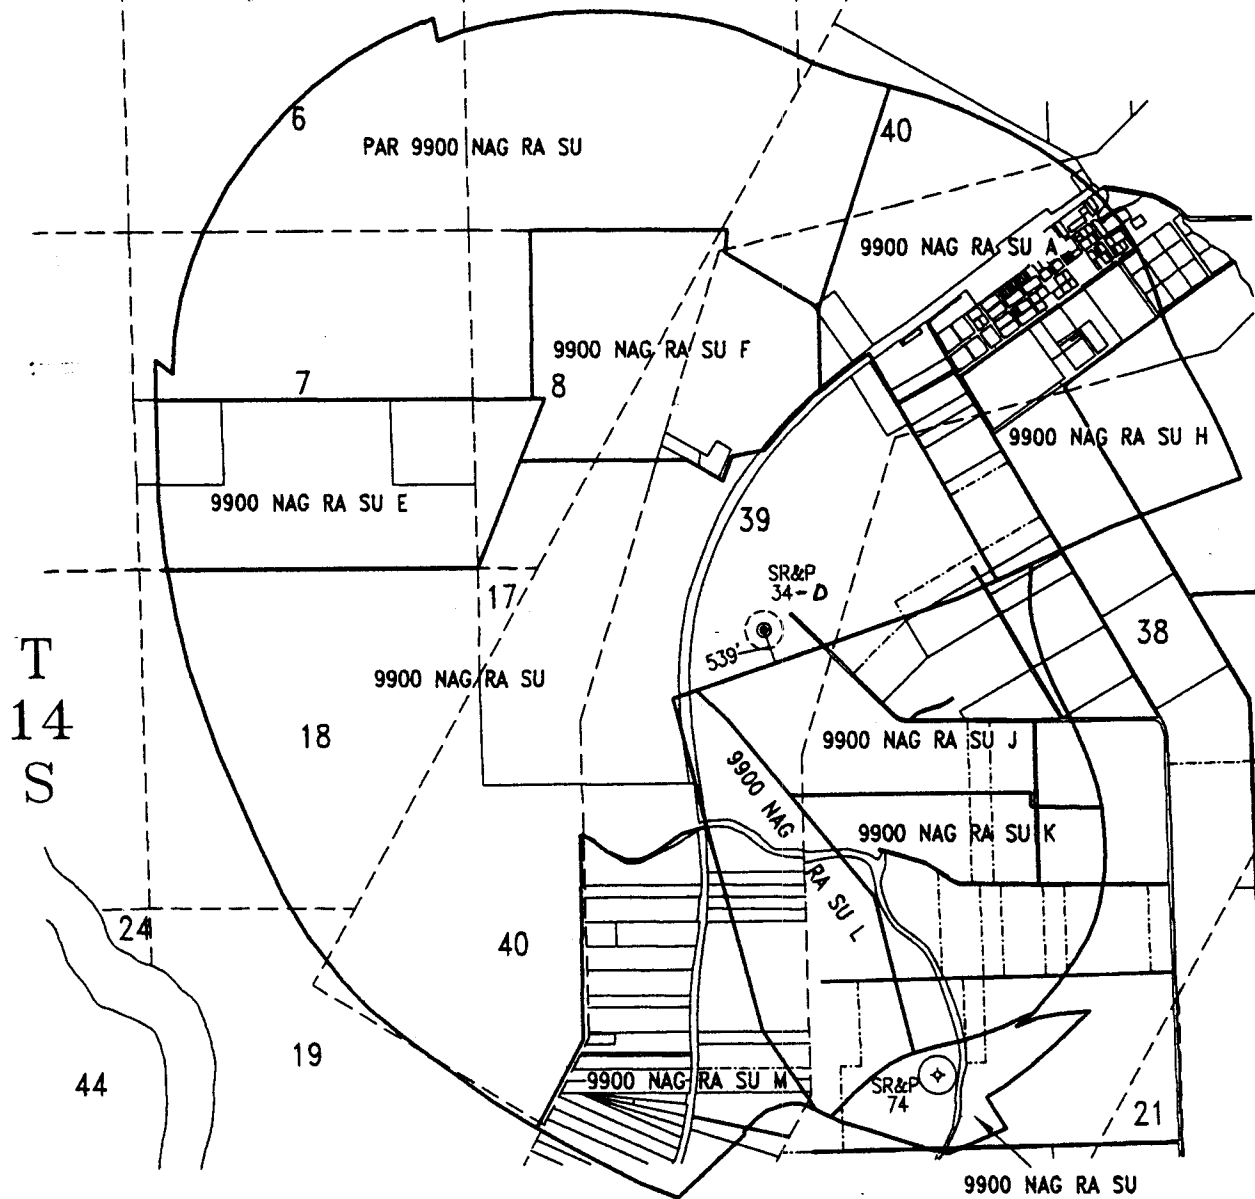 6
40
PAR 9900 NAG RA SU
9900 NAG RA SU A
9900 NAG RA SU F
7
8
9900 NAG RA SU H
9900 NAG RA SU E
39
SR&P
34-D
17
38
539'
T
14
S
9900 NAG RA SU
18
9900 NAG RA SU J
9900 NAG
RA SU L
9900 NAG RA SU K
24
40
19
44
9900 NAG RA SU M
SR&P
74
21
9900 NAG RA SU